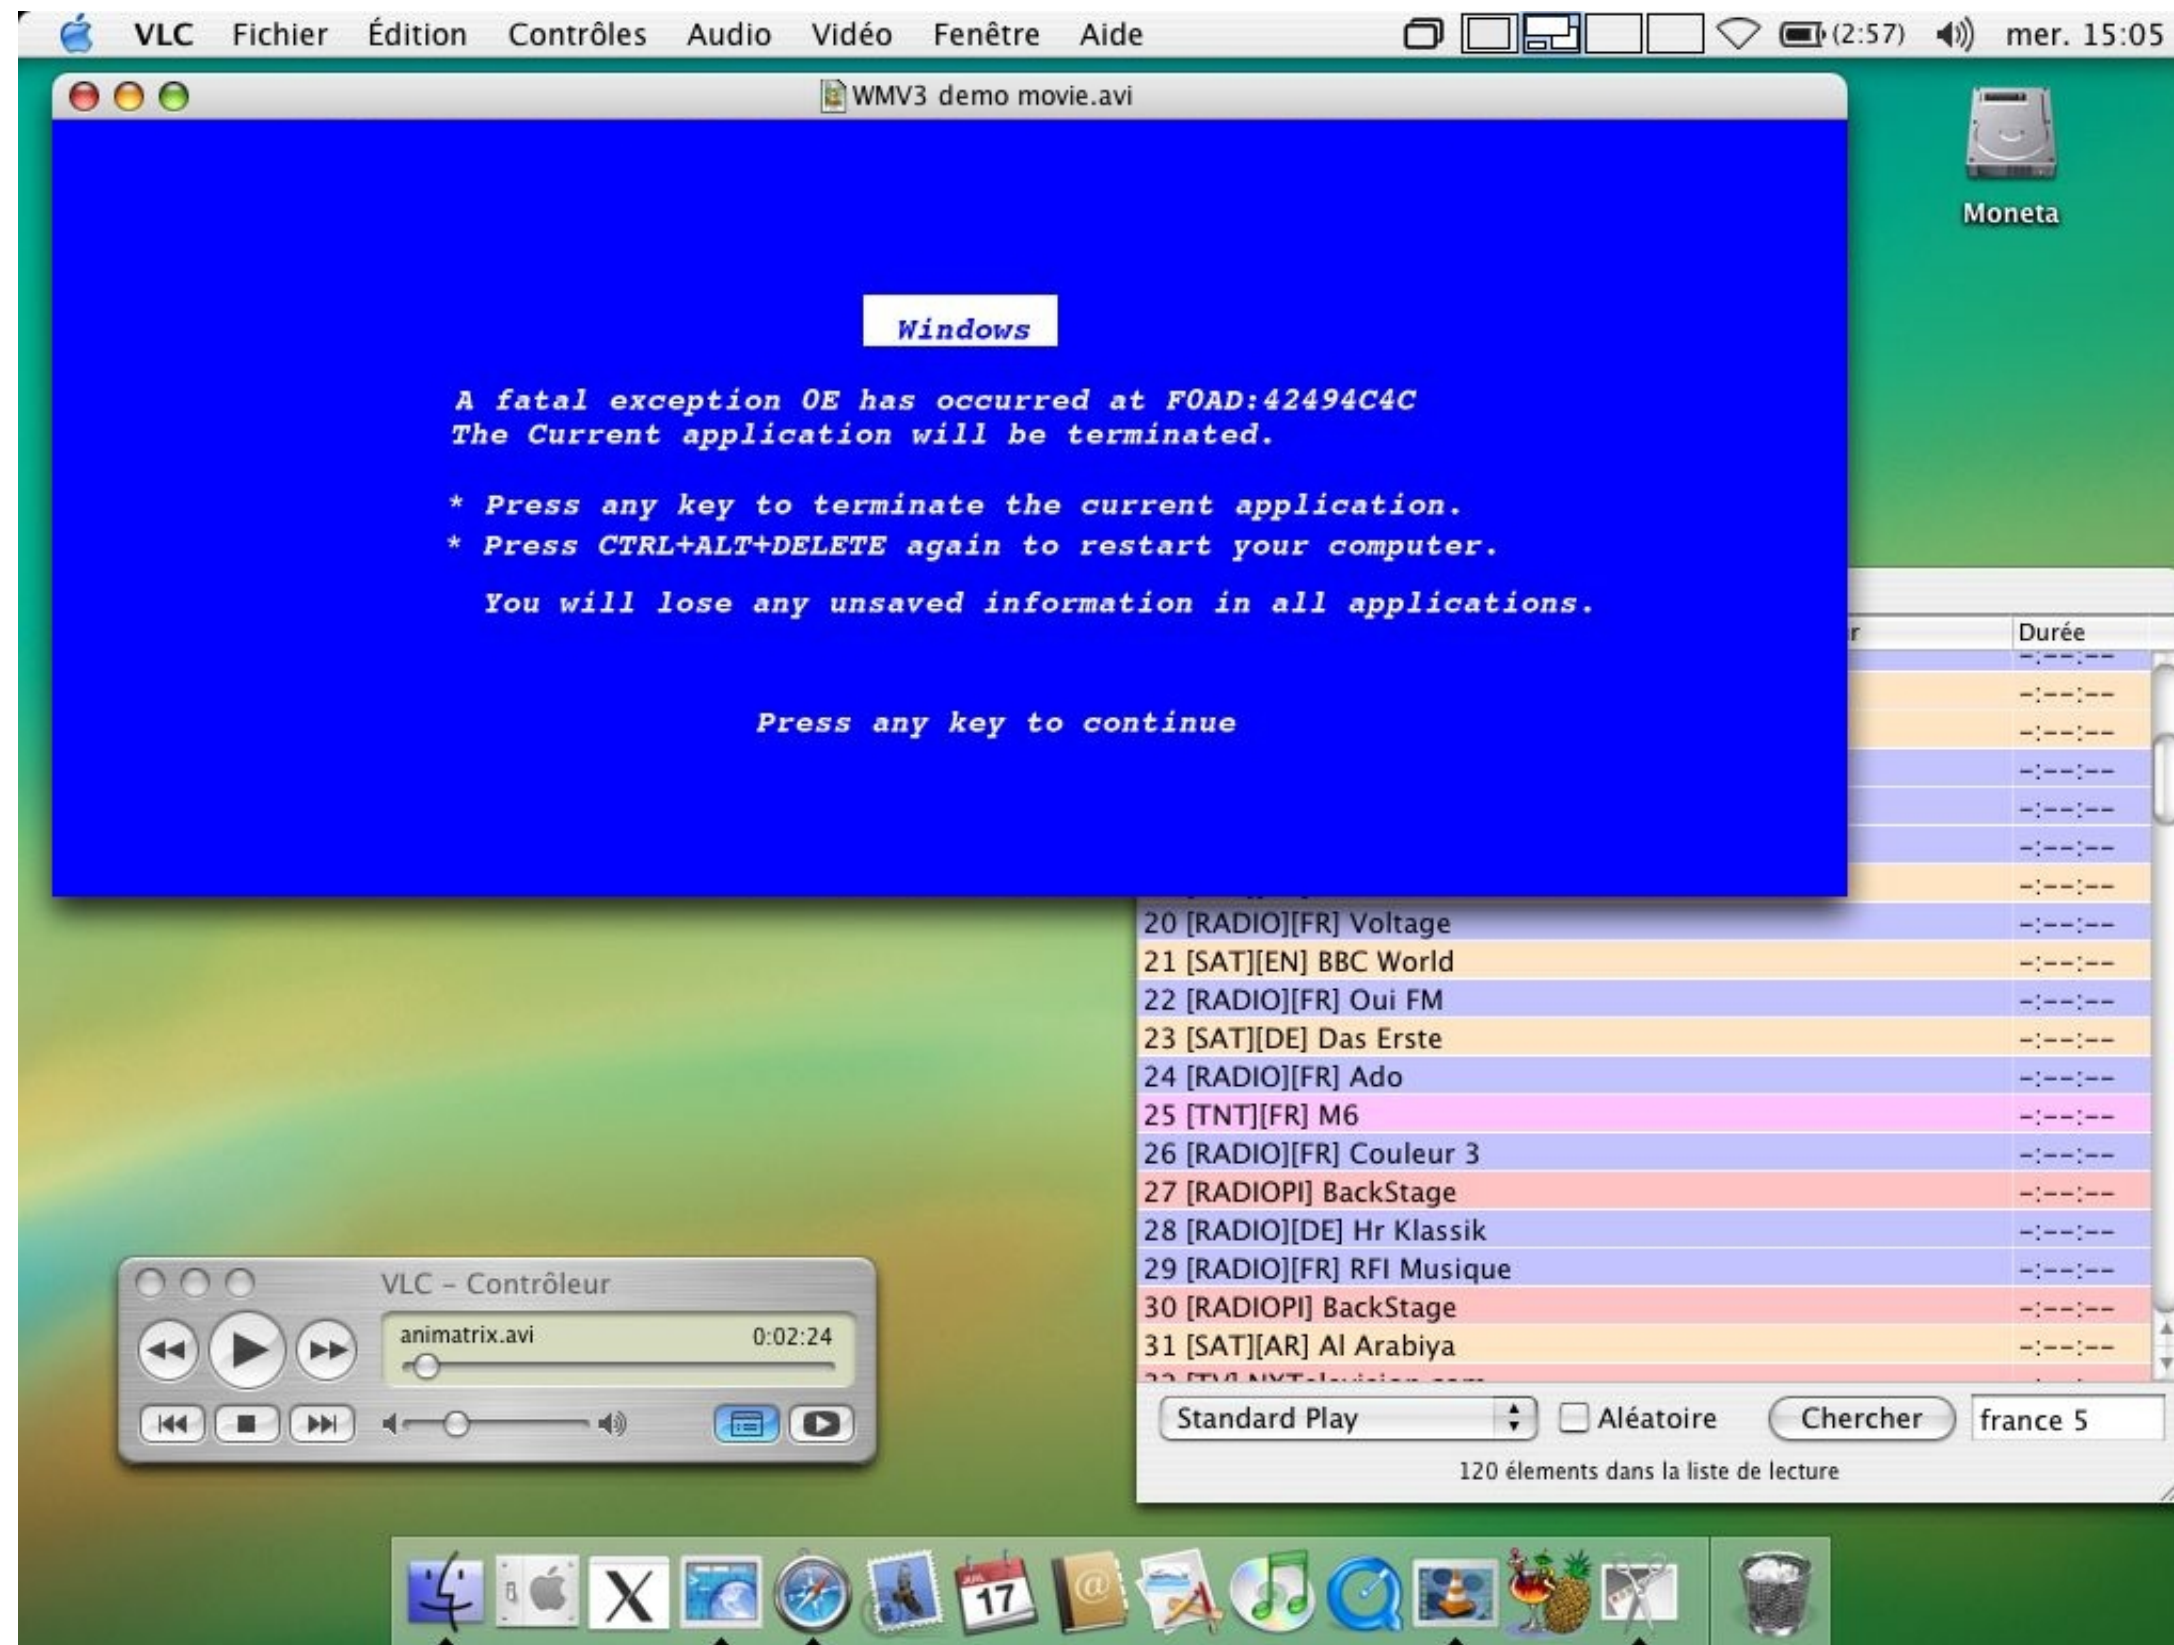 VLC Fichier Édition Contrôles Audio Vidéo Fenêtre Aide (2:57) mer. 15:05
WMV3 demo movie.avi
Moneta
Windows
A fatal exception 0E has occurred at F0AD:42494C4C
The Current application will be terminated.
* Press any key to terminate the current application.
* Press CTRL+ALT+DELETE again to restart your computer.
You will lose any unsaved information in all applications.
Press any key to continue
r Durée
-:--:--
-:--:--
-:--:--
-:--:--
-:--:--
-:--:--
-:--:--
20 [RADIO][FR] Voltage -:--:--
21 [SAT][EN] BBC World -:--:--
22 [RADIO][FR] Oui FM -:--:--
23 [SAT][DE] Das Erste -:--:--
24 [RADIO][FR] Ado -:--:--
25 [TNT][FR] M6 -:--:--
26 [RADIO][FR] Couleur 3 -:--:--
27 [RADIOPI] BackStage -:--:--
28 [RADIO][DE] Hr Klassik -:--:--
29 [RADIO][FR] RFI Musique -:--:--
30 [RADIOPI] BackStage -:--:--
31 [SAT][AR] Al Arabiya -:--:--
Standard Play Aléatoire Chercher france 5
120 élements dans la liste de lecture
VLC – Contrôleur
animatrix.avi 0:02:24
JUIL
17